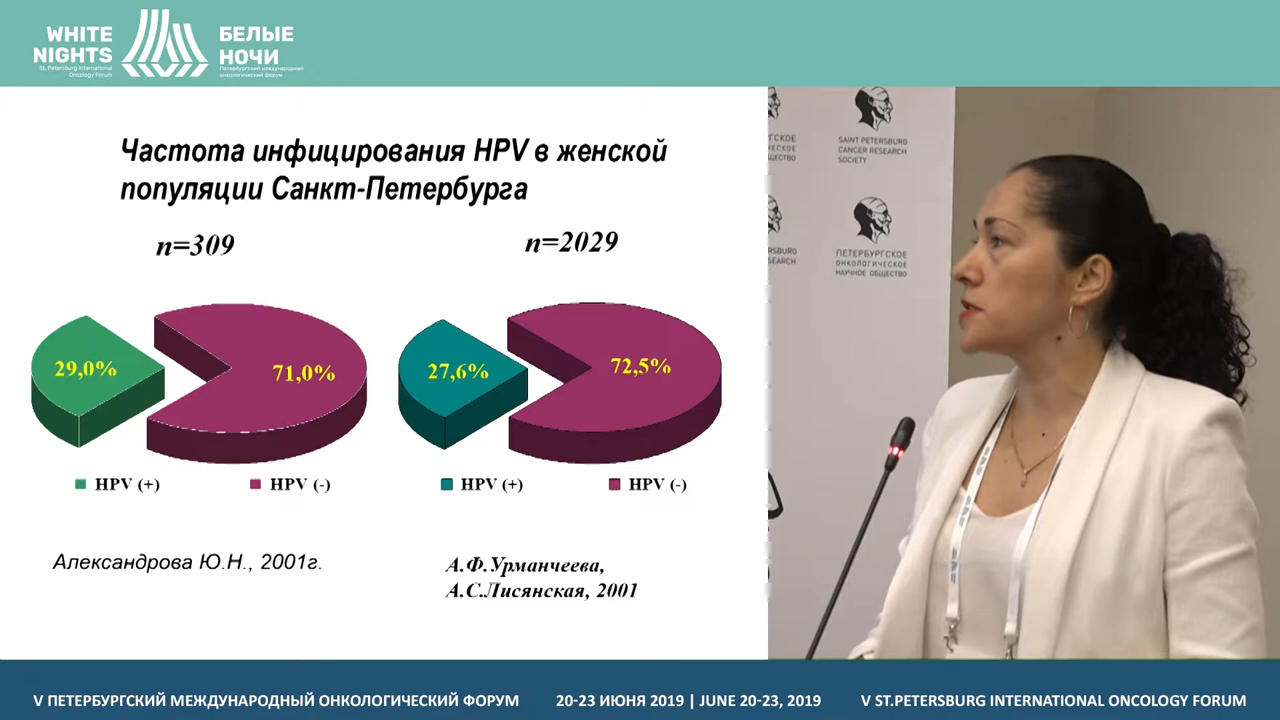 WHITE
NIGHTS
St. Petersburg International
Oncology Forum
БЕЛЫЕ
НОЧИ
Петербургский международный
онкологический форум
Частота инфицирования HPV в женской
популяции Санкт-Петербурга
n=309
n=2029
29,0%
71,0%
27,6%
72,5%
HPV (+)
HPV (-)
HPV (+)
HPV (-)
Александрова Ю.Н., 2001г.
А.Ф.Урманчеева,
А.С.Лисянская, 2001
SAINT PETERSBURG
CANCER RESEARCH
SOCIETY
ПЕТЕРБУРГСКОЕ
ОНКОЛОГИЧЕСКОЕ
НАУЧНОЕ ОБЩЕСТВО
V ПЕТЕРБУРГСКИЙ МЕЖДУНАРОДНЫЙ ОНКОЛОГИЧЕСКИЙ ФОРУМ
20-23 ИЮНЯ 2019 | JUNE 20-23, 2019
V ST.PETERSBURG INTERNATIONAL ONCOLOGY FORUM